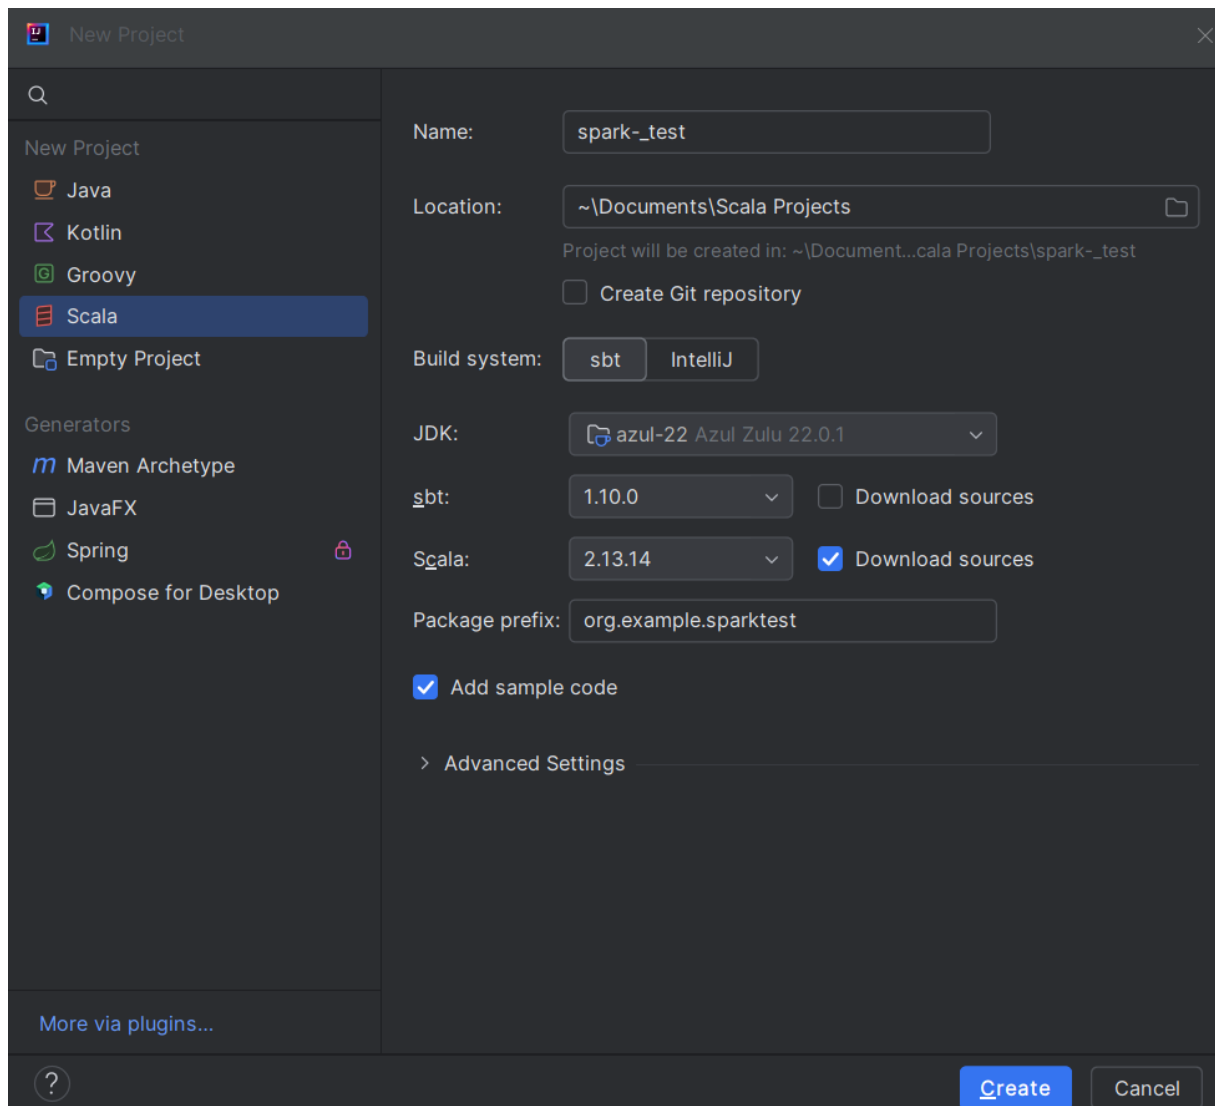 New Project
New Project
Java
Kotlin
Groovy
Scala
Empty Project
Generators
Maven Archetype
JavaFX
Spring
Compose for Desktop
More via plugins...
Name: spark-_test
Location: ~\Documents\Scala Projects
Project will be created in: ~\Document...cala Projects\spark-_test
Create Git repository
Build system: sbt IntelliJ
JDK: azul-22 Azul Zulu 22.0.1
sbt: 1.10.0 Download sources
Scala: 2.13.14 Download sources
Package prefix: org.example.sparktest
Add sample code
Advanced Settings
? Create Cancel